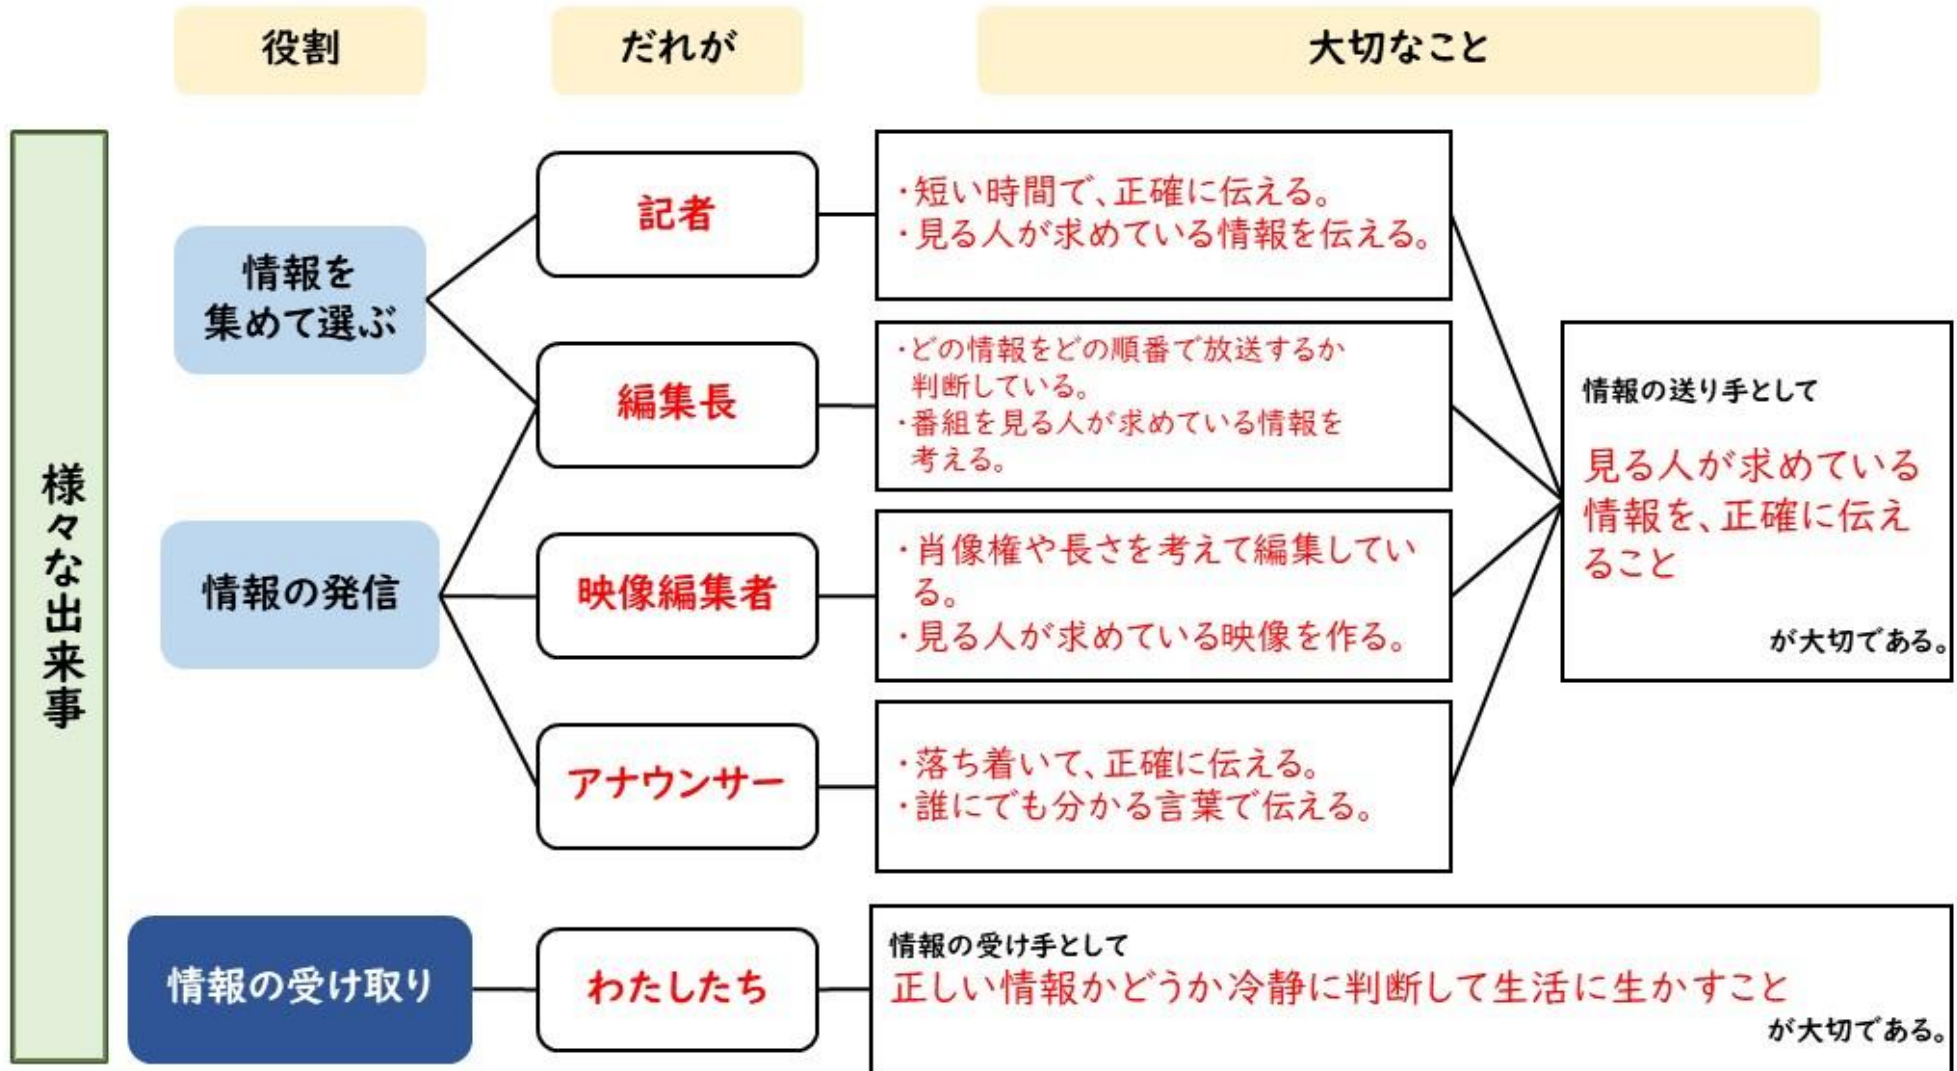 役割
だれが
大切なこと
様々な出来事
情報を
集めて選ぶ
記者
・短い時間で、正確に伝える。
・見る人が求めている情報を伝える。
編集長
・どの情報をどの順番で放送するか
判断している。
・番組を見る人が求めている情報を
考える。
情報の発信
映像編集者
・肖像権や長さを考えて編集してい
る。
・見る人が求めている映像を作る。
アナウンサー
・落ち着いて、正確に伝える。
・誰にでも分かる言葉で伝える。
情報の送り手として
見る人が求めている
情報を、正確に伝え
ること
が大切である。
情報の受け取り
わたしたち
情報の受け手として
正しい情報かどうか冷静に判断して生活に生かすこと
が大切である。